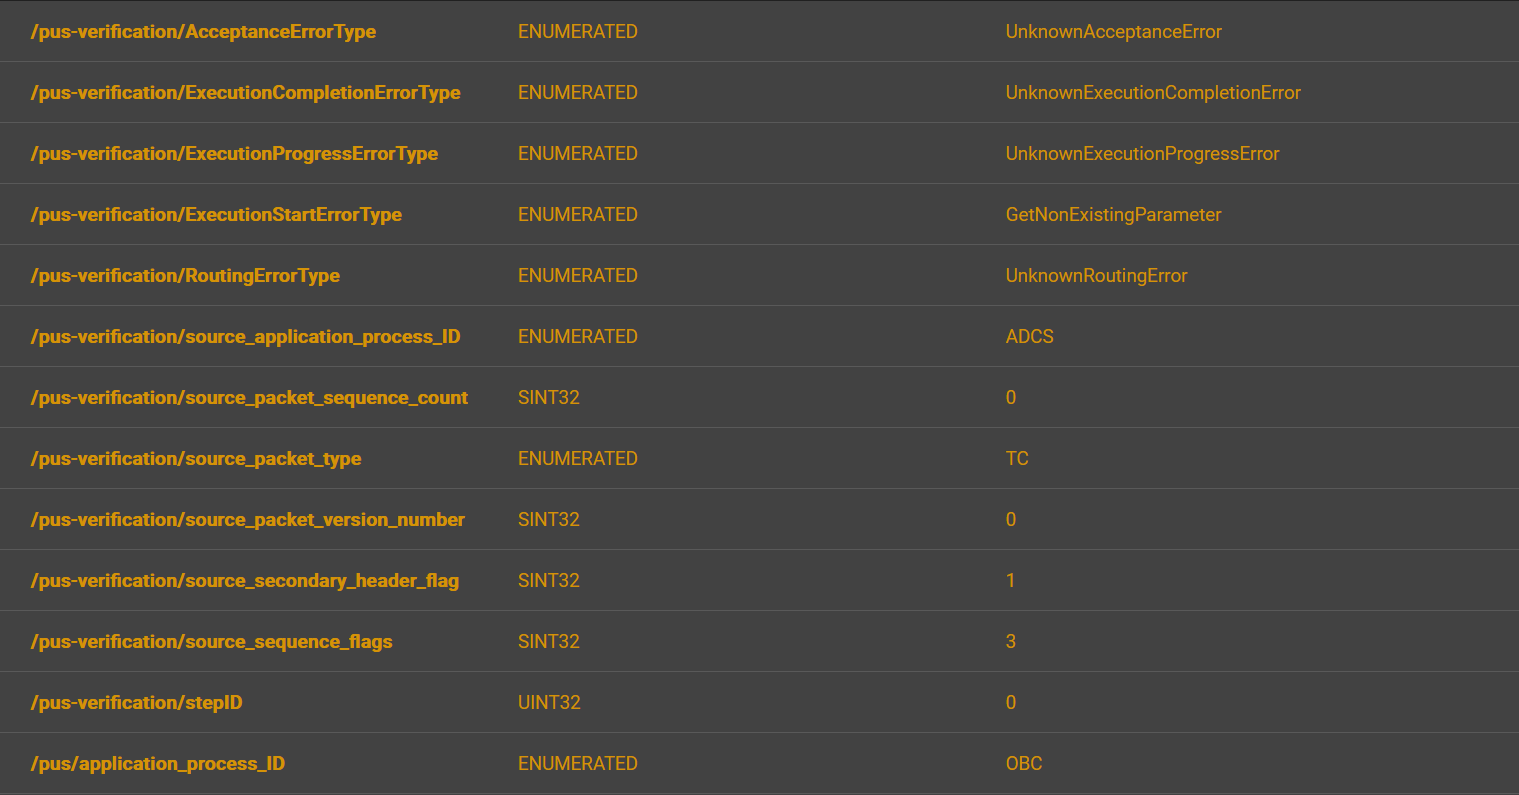 /pus-verification/AcceptanceErrorType ENUMERATED UnknownAcceptanceError
/pus-verification/ExecutionCompletionErrorType ENUMERATED UnknownExecutionCompletionError
/pus-verification/ExecutionProgressErrorType ENUMERATED UnknownExecutionProgressError
/pus-verification/ExecutionStartErrorType ENUMERATED GetNonExistingParameter
/pus-verification/RoutingErrorType ENUMERATED UnknownRoutingError
/pus-verification/source_application_process_ID ENUMERATED ADCS
/pus-verification/source_packet_sequence_count SINT32 0
/pus-verification/source_packet_type ENUMERATED TC
/pus-verification/source_packet_version_number SINT32 0
/pus-verification/source_secondary_header_flag SINT32 1
/pus-verification/source_sequence_flags SINT32 3
/pus-verification/stepID UINT32 0
/pus/application_process_ID ENUMERATED OBC